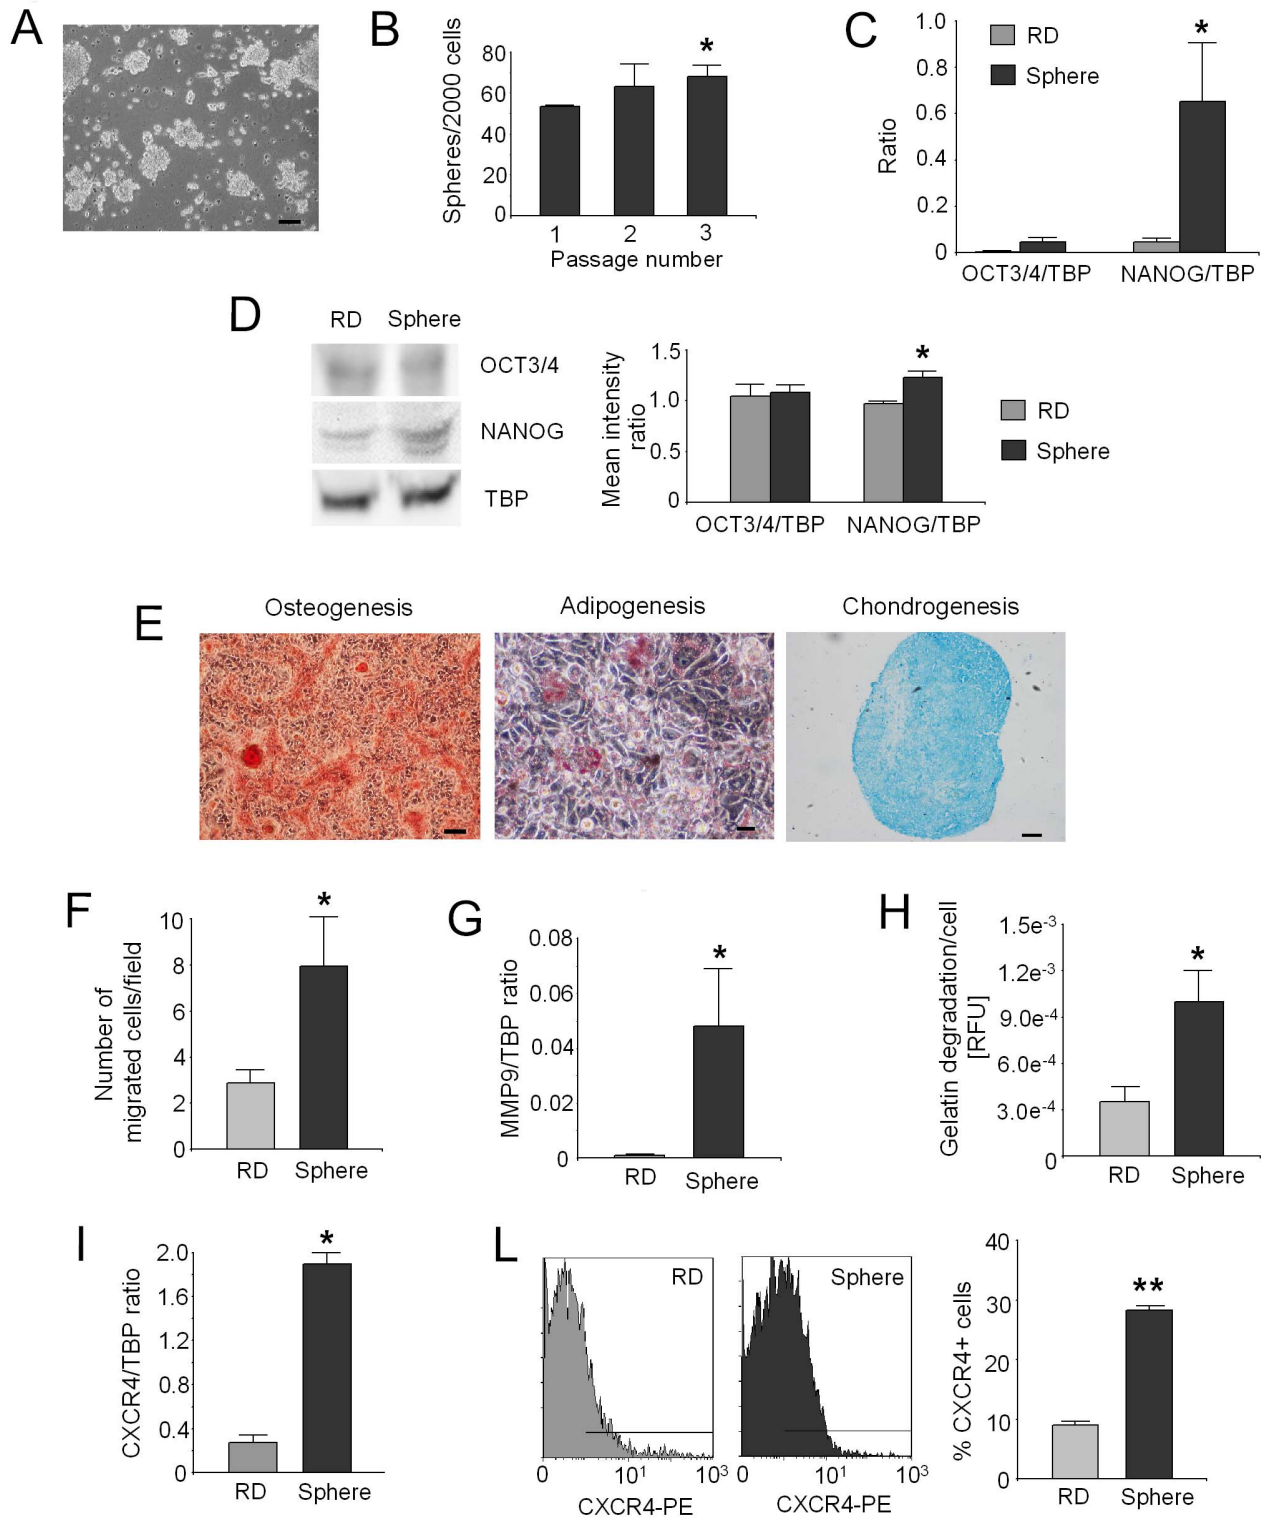 A
B
Spheres/2000 cells
80
60
40
20
0
*
1 2 3
Passage number
C
Ratio
1.0
0.8
0.6
0.4
0.2
0
RD
Sphere
*
OCT3/4/TBP NANOG/TBP
D
RD Sphere
OCT3/4
NANOG
TBP
Mean intensity
ratio
1.5
1.0
0.5
0
*
OCT3/4/TBP NANOG/TBP
RD
Sphere
E
Osteogenesis Adipogenesis Chondrogenesis
F
Number of
migrated cells/field
10
8
6
4
2
0
*
RD Sphere
G
MMP9/TBP ratio
0.08
0.06
0.04
0.02
0
*
RD Sphere
H
Gelatin degradation/cell
[RFU]
1.5e-3
1.2e-3
9.0e-4
6.0e-4
3.0e-4
0
*
RD Sphere
I
CXCR4/TBP ratio
2.0
1.6
1.2
0.8
0.4
0
*
RD Sphere
L
RD
0 10¹ 10³
CXCR4-PE
Sphere
0 10¹ 10³
CXCR4-PE
% CXCR4+ cells
40
30
20
10
0
**
RD Sphere